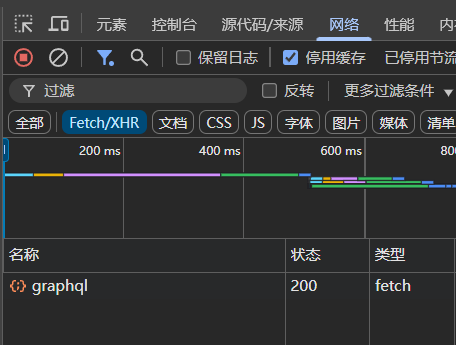 元素 控制台 源代码/来源 网络 性能
保留日志 停用缓存 已停用节流
过滤 反转 更多过滤条件
全部 Fetch/XHR 文档 CSS JS 字体 图片 媒体 清单
200 ms 400 ms 600 ms
名称 状态 类型
graphql 200 fetch